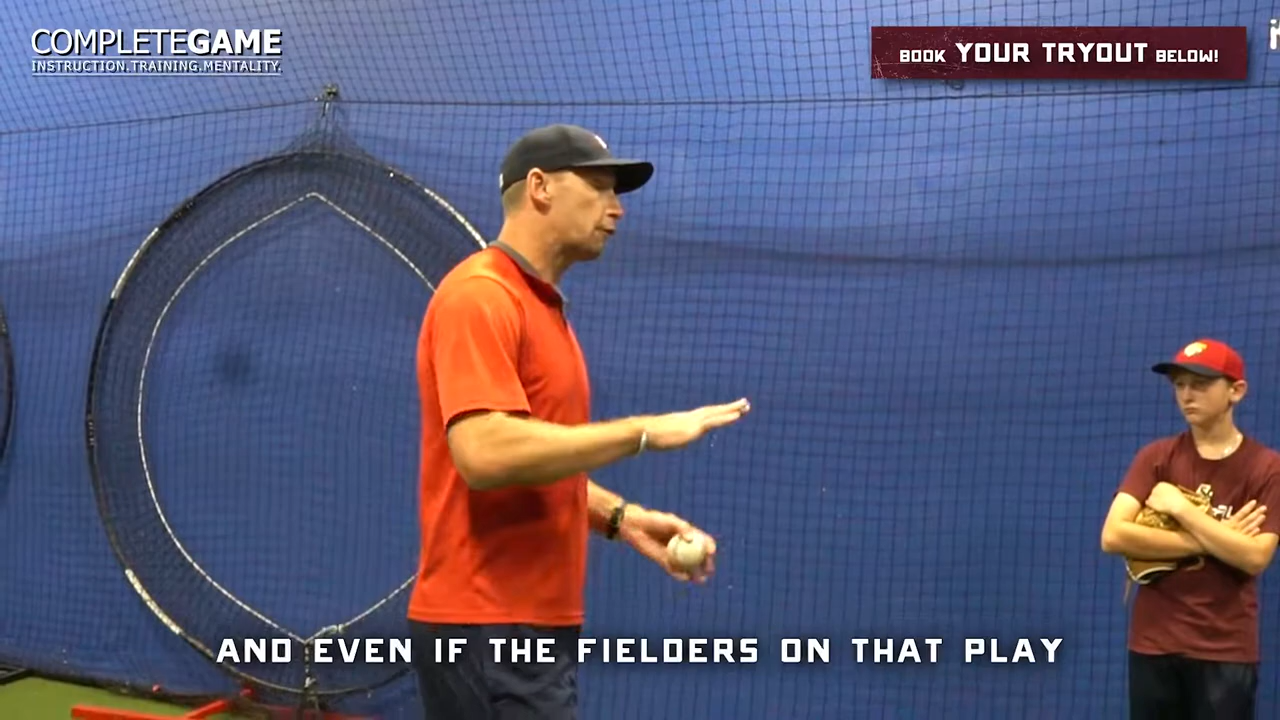 COMPLETEGAME
INSTRUCTION.TRAINING.MENTALITY.
BOOK YOUR TRYOUT BELOW!
AND EVEN IF THE FIELDERS ON THAT PLAY